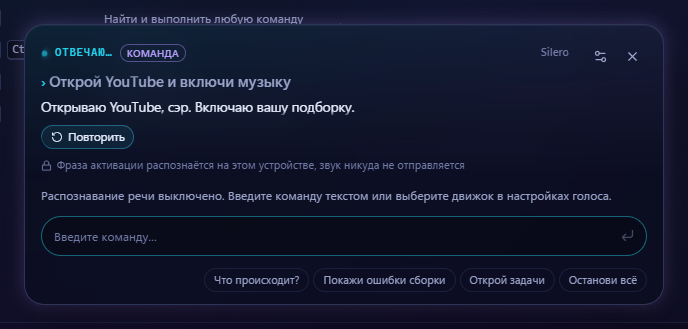 Найти и выполнить любую команду
Ct
ОТВЕЧАЮ… КОМАНДА Silero
› Открой YouTube и включи музыку
Открываю YouTube, сэр. Включаю вашу подборку.
Повторить
Фраза активации распознаётся на этом устройстве, звук никуда не отправляется
Распознавание речи выключено. Введите команду текстом или выберите движок в настройках голоса.
Введите команду…
Что происходит? Покажи ошибки сборки Открой задачи Останови всё